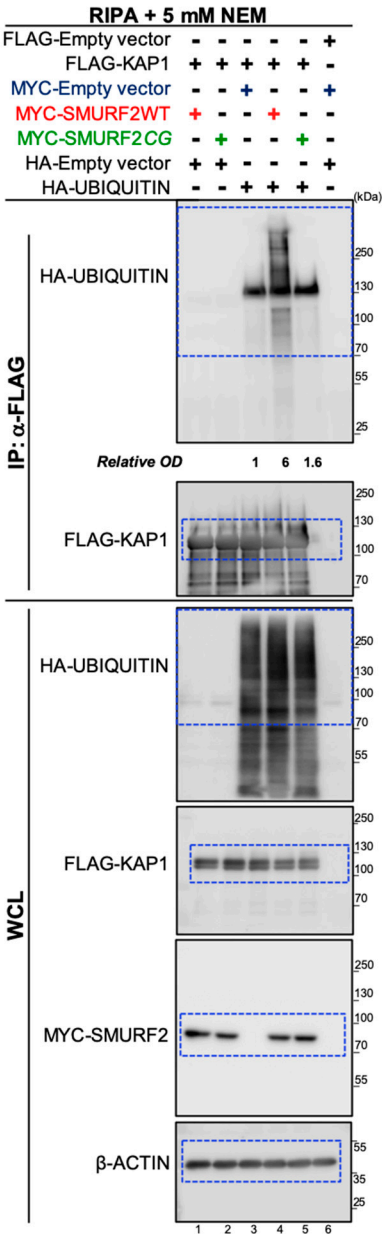 RIPA + 5 mM NEM
FLAG-Empty vector - - - - - +
FLAG-KAP1 + + + + + -
MYC-Empty vector - - + - - +
MYC-SMURF2WT + - - + - -
MYC-SMURF2CG - + - - + -
HA-Empty vector + + - - - +
HA-UBIQUITIN - - + + + -
(kDa)
IP: α-FLAG
HA-UBIQUITIN
250
130
100
70
55
25
Relative OD 1 6 1.6
FLAG-KAP1
250
130
100
70
WCL
HA-UBIQUITIN
250
130
100
70
55
FLAG-KAP1
250
130
100
70
MYC-SMURF2
250
130
100
70
55
β-ACTIN
55
35
25
1 2 3 4 5 6